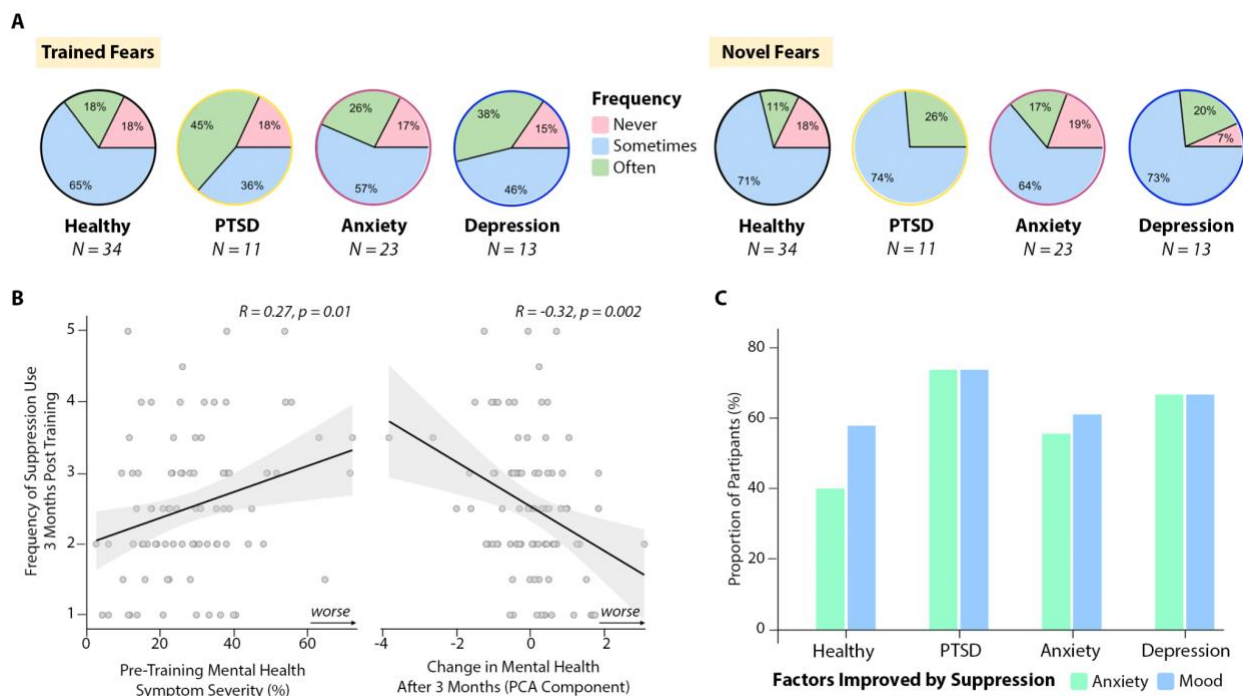 A
Trained Fears
18%
18%
65%
Healthy
N = 34
45%
18%
36%
PTSD
N = 11
26%
17%
57%
Anxiety
N = 23
38%
15%
46%
Depression
N = 13
Frequency
Never
Sometimes
Often
Novel Fears
11%
18%
71%
Healthy
N = 34
26%
74%
PTSD
N = 11
17%
19%
64%
Anxiety
N = 23
20%
7%
73%
Depression
N = 13
B
R = 0.27, p = 0.01
R = -0.32, p = 0.002
Frequency of Suppression Use
3 Months Post Training
5
4
3
2
1
worse
worse
0
20
40
60
-2
0
2
Pre-Training Mental Health
Symptom Severity (%)
Change in Mental Health
After 3 Months (PCA Component)
C
Proportion of Partipants (%)
80
60
40
20
0
Healthy
PTSD
Anxiety
Depression
Factors Improved by Suppression
Anxiety
Mood